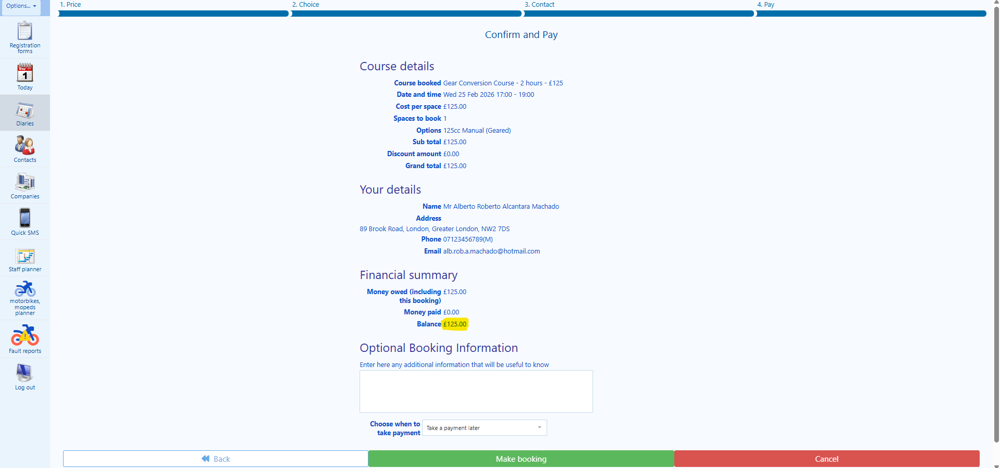 Options...
1. Price
2. Choice
3. Contact
4. Pay
Registration
forms
Day
1
Today
Diaries
Contacts
Companies
Quick SMS
Staff planner
motorbikes,
mopeds
planner
Fault reports
Log out
Confirm and Pay
Course details
Course booked Gear Conversion Course - 2 hours - £125
Date and time Wed 25 Feb 2026 17:00 - 19:00
Cost per space £125.00
Spaces to book 1
Options 125cc Manual (Geared)
Sub total £125.00
Discount amount £0.00
Grand total £125.00
Your details
Name Mr Alberto Roberto Alcantara Machado
Address
89 Brook Road, London, Greater London, NW2 7DS
Phone 07123456789(M)
Email alb.rob.a.machado@hotmail.com
Financial summary
Money owed (including £125.00
this booking)
Money paid £0.00
Balance £125.00
Optional Booking Information
Enter here any additional information that will be useful to know
Choose when to
take payment
Take a payment later
Back
Make booking
Cancel